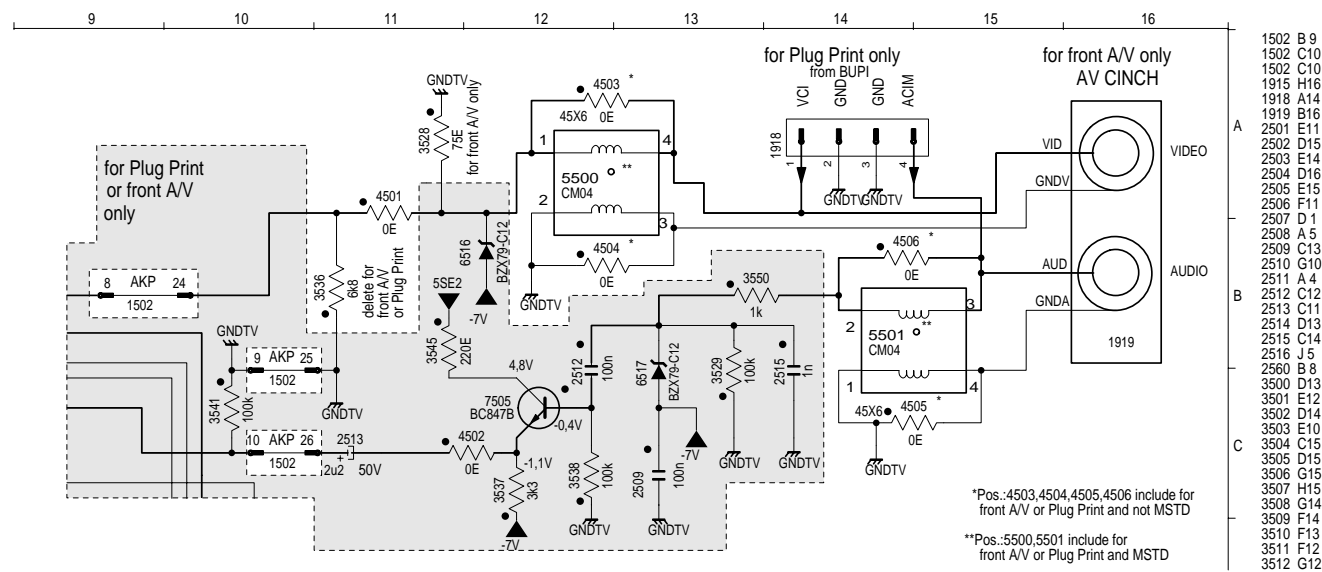 9 10 11 12 13 14 15 16
A
B
C
for Plug Print only
from BUPI
for front A/V only
AV CINCH
VCI
GND
GND
ACIM
1918
1 2 3 4
GNDTV GNDTV
VID
VIDEO
GNDV
AUD
AUDIO
GNDA
1919
GNDTV
3528
75E
for front A/V only
4503 *
0E
45X6
1 4
5500 **
CM04
2 3
4504 *
0E
GNDTV
for Plug Print
or front A/V
only
4501
0E
6516
BZX79-C12
-7V
3536
6k8
delete for
front A/V
or Plug Print
8 AKP 24
1502
5SE2
3545
220E
GNDTV
9 AKP 25
1502
GNDTV
3541
100k
10 AKP 26
1502
2513
2u2 + 50V
4502
0E
4,8V
7505
BC847B
-0,4V
-1,1V
3537
3k3
-7V
2512
100n
3538
100k
GNDTV
6517
BZX79-C12
-7V
2509
100n
GNDTV
3550
1k
3529
100k
GNDTV
2515
1n
GNDTV
4506 *
0E
2 3
5501 **
CM04
1 4
45X6
4505 *
0E
GNDTV
*Pos.:4503,4504,4505,4506 include for
front A/V or Plug Print and not MSTD
**Pos.:5500,5501 include for
front A/V or Plug Print and MSTD
1502 B 9
1502 C10
1502 C10
1915 H16
1918 A14
1919 B16
2501 E11
2502 D15
2503 E14
2504 D16
2505 E15
2506 F11
2507 D 1
2508 A 5
2509 C13
2510 G10
2511 A 4
2512 C12
2513 C11
2514 D13
2515 C14
2516 J 5
2560 B 8
3500 D13
3501 E12
3502 D14
3503 E10
3504 C15
3505 D15
3506 G15
3507 H15
3508 G14
3509 F14
3510 F13
3511 F12
3512 G12